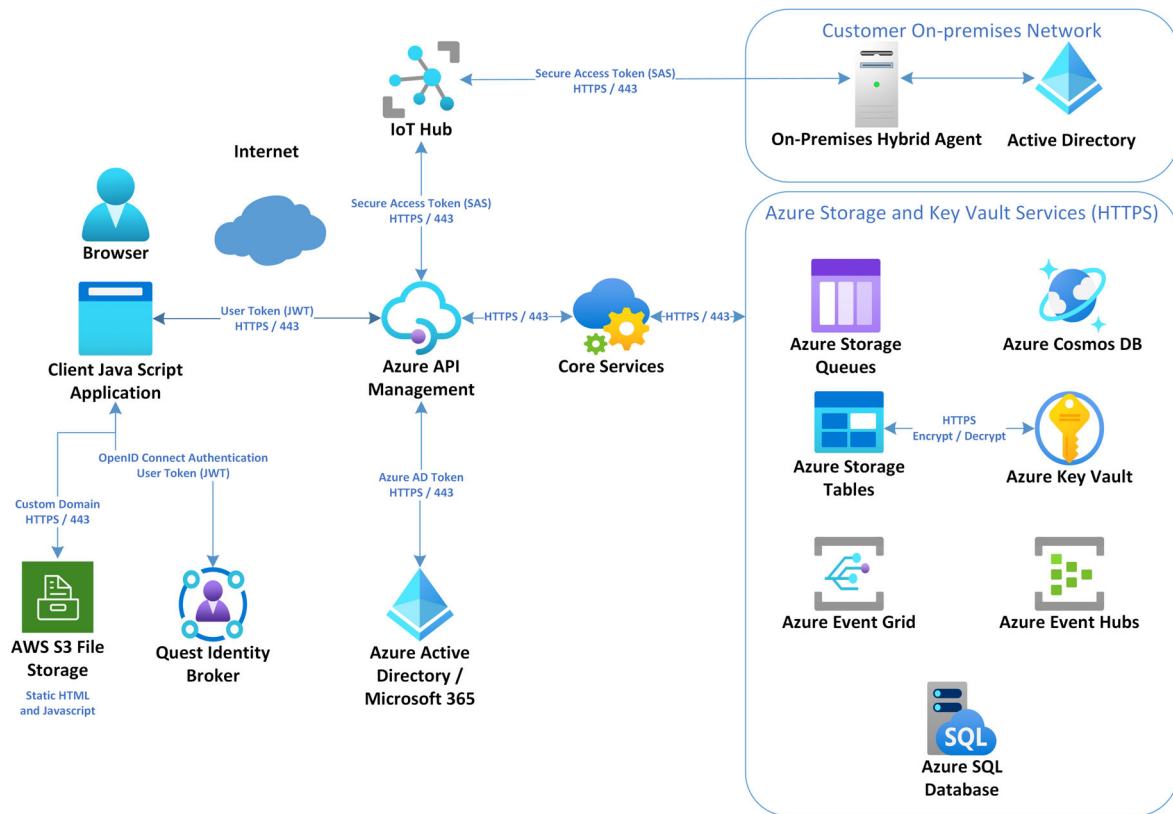 Customer On-premises Network
Secure Access Token (SAS)
HTTPS / 443
IoT Hub
On-Premises Hybrid Agent
Active Directory
Internet
Secure Access Token (SAS)
HTTPS / 443
Azure Storage and Key Vault Services (HTTPS)
Browser
User Token (JWT)
HTTPS / 443
HTTPS / 443
HTTPS / 443
Client Java Script
Application
Azure API
Management
Core Services
Azure Storage
Queues
Azure Cosmos DB
HTTPS
Encrypt / Decrypt
OpenID Connect Authentication
User Token (JWT)
Azure AD Token
HTTPS / 443
Azure Storage
Tables
Azure Key Vault
Custom Domain
HTTPS / 443
Azure Event Grid
Azure Event Hubs
AWS S3 File
Storage
Static HTML
and Javascript
Quest Identity
Broker
Azure Active
Directory /
Microsoft 365
SQL
Azure SQL
Database